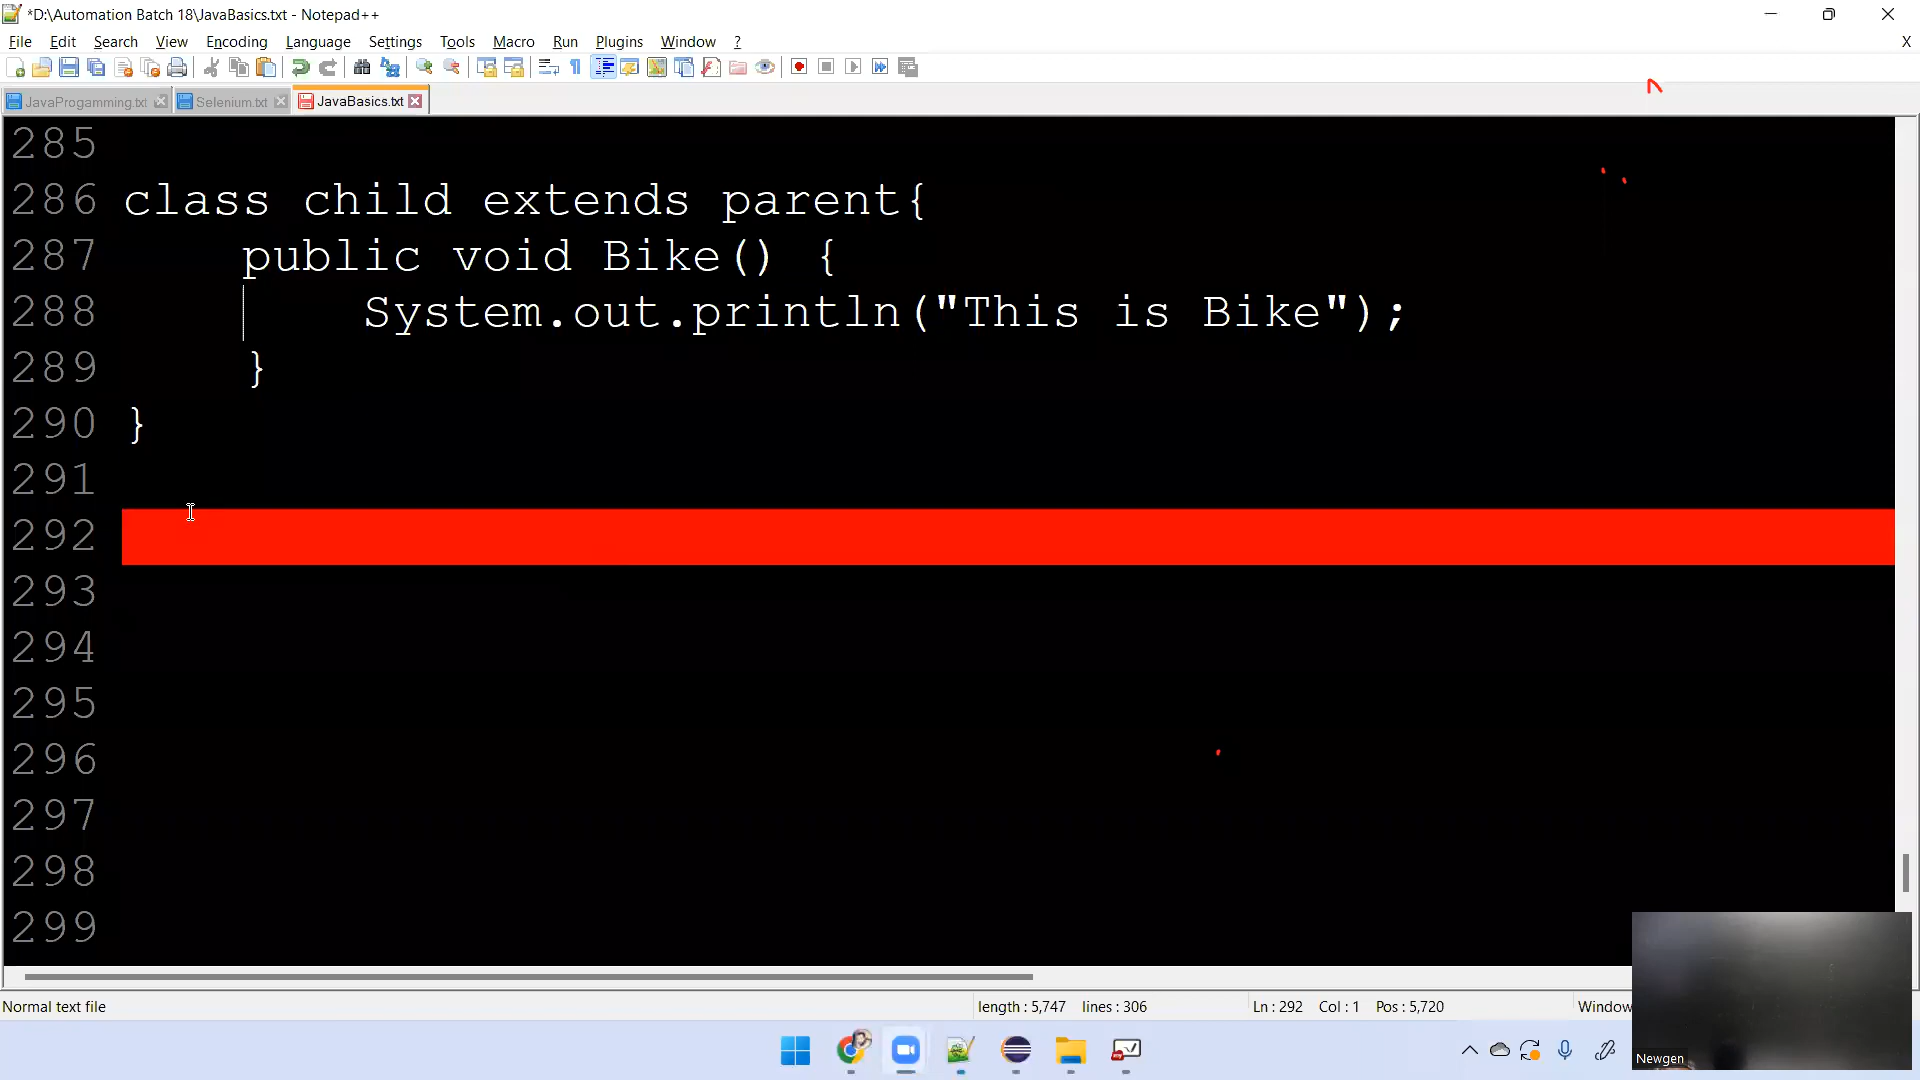 *D:\Automation Batch 18\JavaBasics.txt - Notepad++
File Edit Search View Encoding Language Settings Tools Macro Run Plugins Window ? X
JavaProgamming.txt Selenium.txt JavaBasics.txt
285
286 class child extends parent{
287 public void Bike() {
288 System.out.println("This is Bike");
289 }
290 }
291
292
293
294
295
296
297
298
299
Normal text file length : 5,747 lines : 306 Ln : 292 Col : 1 Pos : 5,720 Window
Newgen